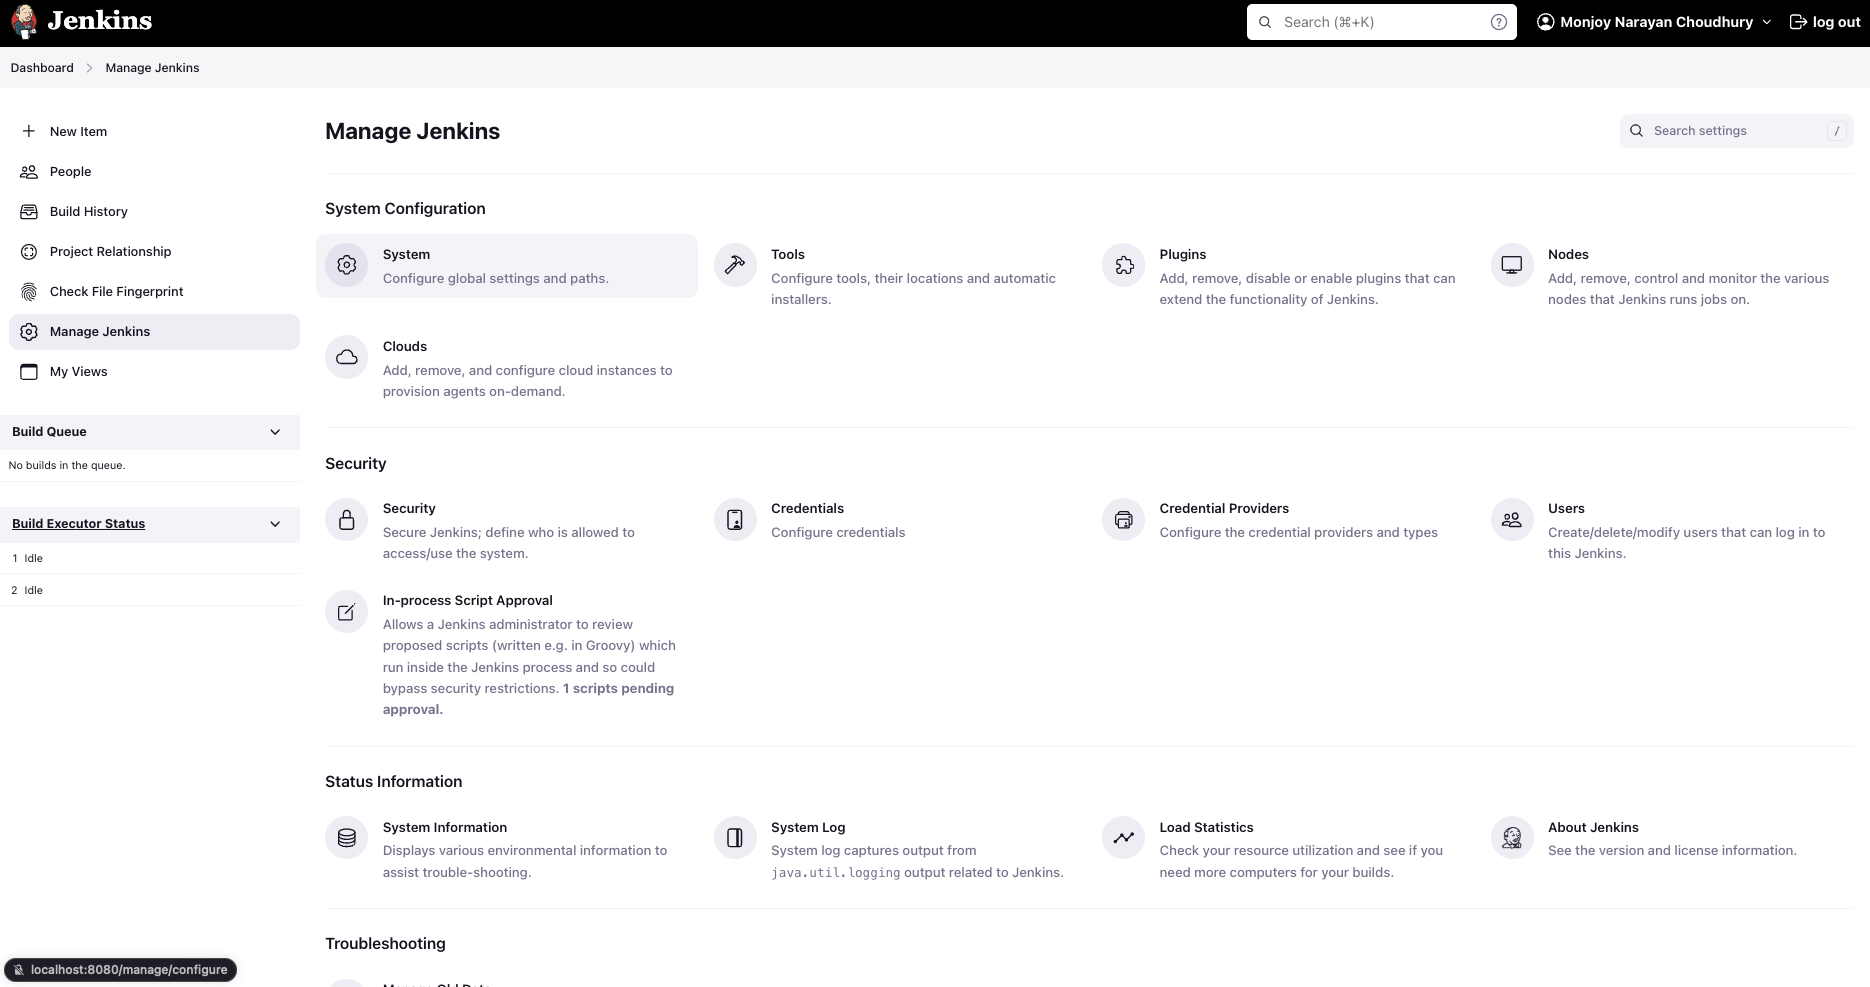 Jenkins
Search (⌘+K)
Monjoy Narayan Choudhury
log out
Dashboard
Manage Jenkins
New Item
People
Build History
Project Relationship
Check File Fingerprint
Manage Jenkins
My Views
Build Queue
No builds in the queue.
Build Executor Status
1 Idle
2 Idle
Manage Jenkins
Search settings
/
System Configuration
System
Configure global settings and paths.
Tools
Configure tools, their locations and automatic
installers.
Plugins
Add, remove, disable or enable plugins that can
extend the functionality of Jenkins.
Nodes
Add, remove, control and monitor the various
nodes that Jenkins runs jobs on.
Clouds
Add, remove, and configure cloud instances to
provision agents on-demand.
Security
Security
Secure Jenkins; define who is allowed to
access/use the system.
Credentials
Configure credentials
Credential Providers
Configure the credential providers and types
Users
Create/delete/modify users that can log in to
this Jenkins.
In-process Script Approval
Allows a Jenkins administrator to review
proposed scripts (written e.g. in Groovy) which
run inside the Jenkins process and so could
bypass security restrictions. 1 scripts pending
approval.
Status Information
System Information
Displays various environmental information to
assist trouble-shooting.
System Log
System log captures output from
java.util.logging output related to Jenkins.
Load Statistics
Check your resource utilization and see if you
need more computers for your builds.
About Jenkins
See the version and license information.
Troubleshooting
Manage Old Data
localhost:8080/manage/configure